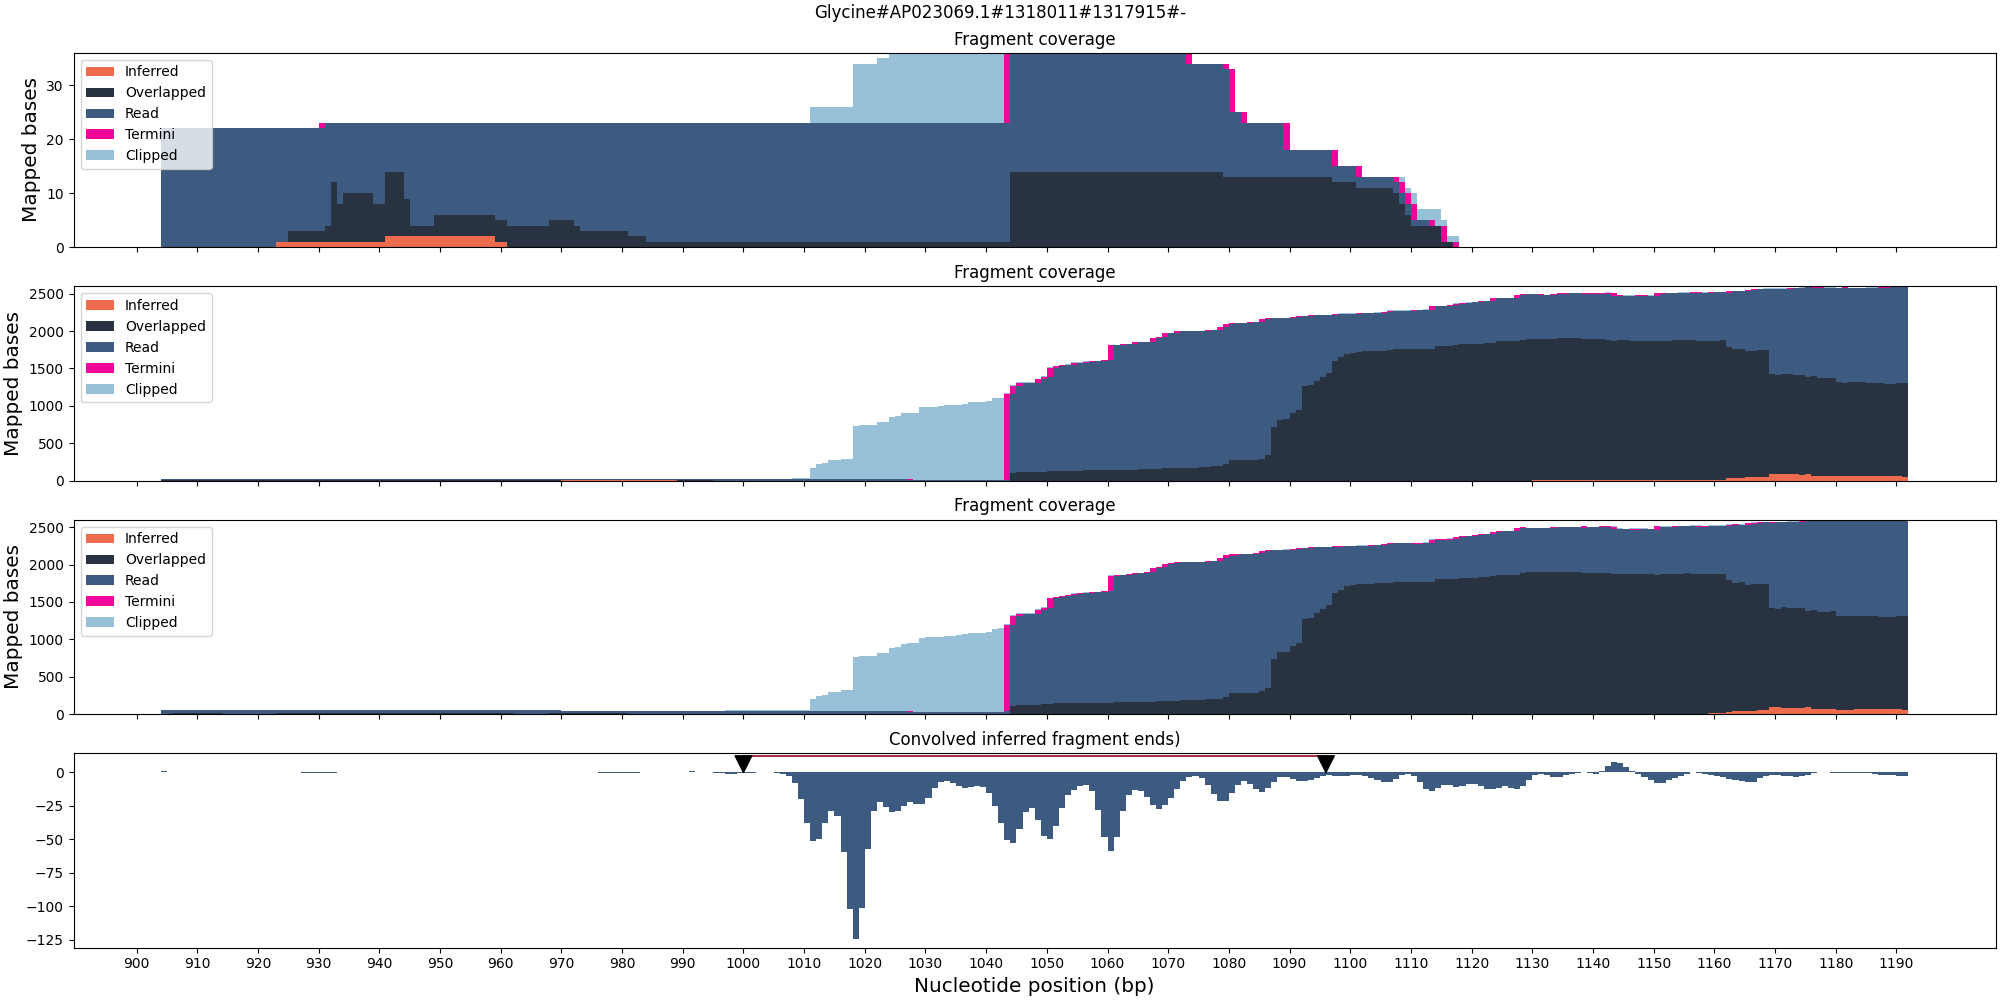 Glycine#AP023069.1#1318011#1317915#-
Fragment coverage
Mapped bases
30
20
10
0
Inferred
Overlapped
Read
Termini
Clipped
Fragment coverage
Mapped bases
2500
2000
1500
1000
500
0
Inferred
Overlapped
Read
Termini
Clipped
Fragment coverage
Mapped bases
2500
2000
1500
1000
500
0
Inferred
Overlapped
Read
Termini
Clipped
Convolved inferred fragment ends)
0
−25
−50
−75
−100
−125
900 910 920 930 940 950 960 970 980 990 1000 1010 1020 1030 1040 1050 1060 1070 1080 1090 1100 1110 1120 1130 1140 1150 1160 1170 1180 1190
Nucleotide position (bp)